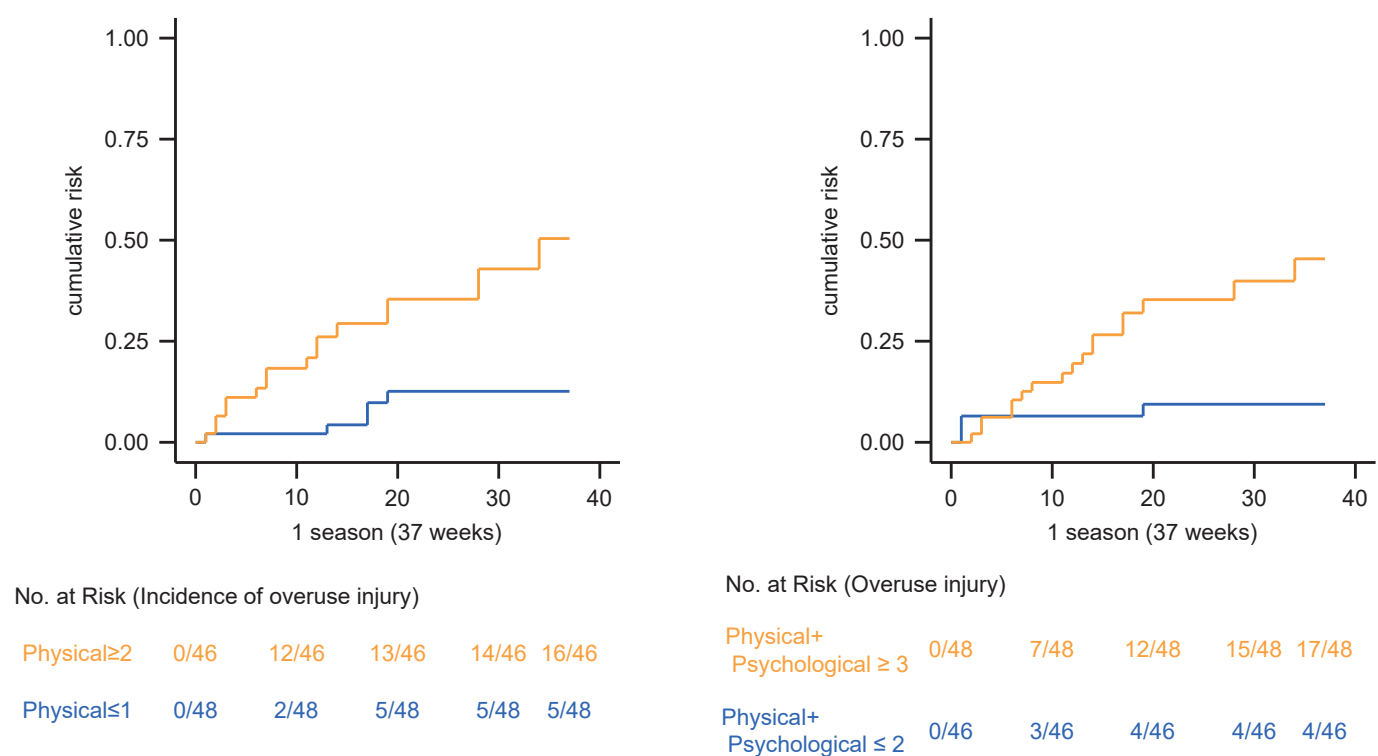 1.00
0.75
0.50
0.25
0.00
cumulative risk
0 10 20 30 40
1 season (37 weeks)
No. at Risk (Incidence of overuse injury)
Physical≥2 0/46 12/46 13/46 14/46 16/46
Physical≤1 0/48 2/48 5/48 5/48 5/48
1.00
0.75
0.50
0.25
0.00
cumulative risk
0 10 20 30 40
1 season (37 weeks)
No. at Risk (Overuse injury)
Physical+
Psychological ≥ 3 0/48 7/48 12/48 15/48 17/48
Physical+
Psychological ≤ 2 0/46 3/46 4/46 4/46 4/46